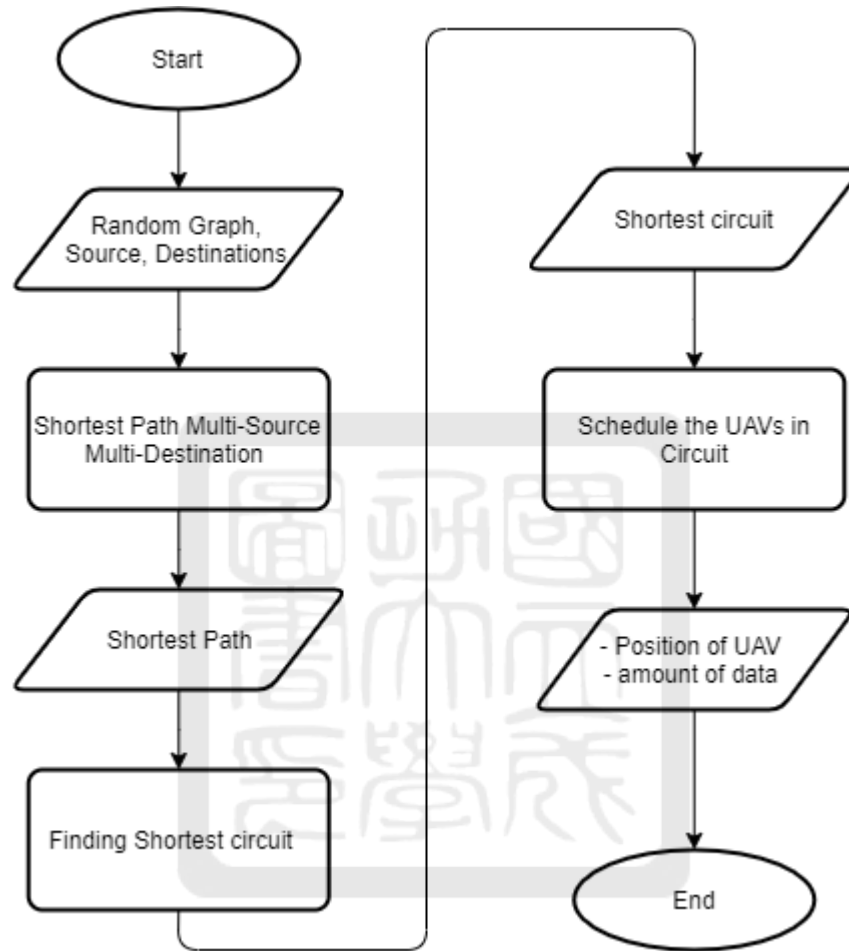 Start
Random Graph,
Source, Destinations
Shortest Path Multi-Source
Multi-Destination
Shortest Path
Finding Shortest circuit
Shortest circuit
Schedule the UAVs in
Circuit
- Position of UAV
- amount of data
End